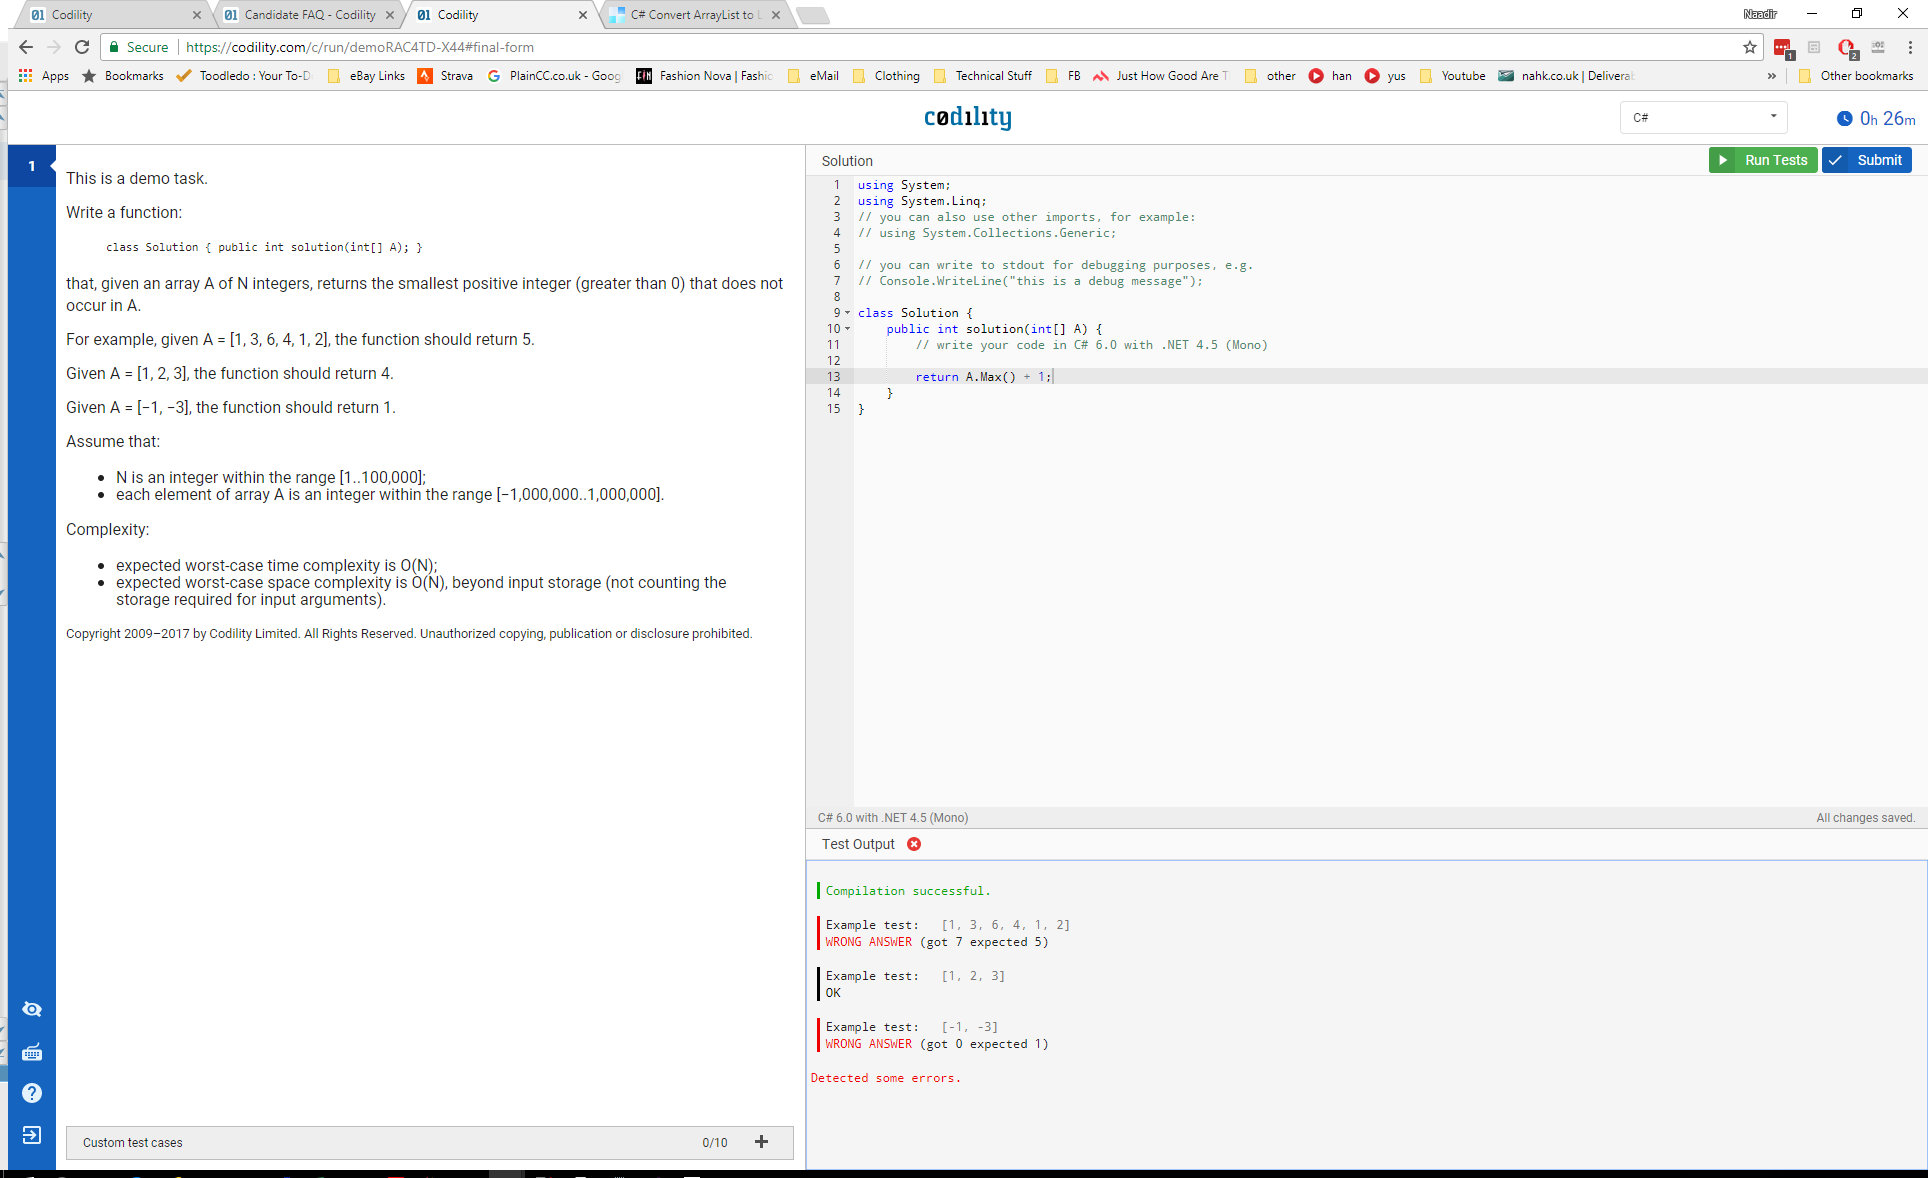 Codility
Candidate FAQ - Codility
Codility
C# Convert ArrayList to L
Naadir
Secure
https://codility.com/c/run/demoRAC4TD-X44#final-form
1
2
Apps
Bookmarks
Toodledo : Your To-D
eBay Links
Strava
PlainCC.co.uk - Goog
Fashion Nova | Fashic
eMail
Clothing
Technical Stuff
FB
Just How Good Are T
other
han
yus
Youtube
nahk.co.uk | Delivera
»
Other bookmarks
cødılıty
C#
0h 26m
1
This is a demo task.
Write a function:
class Solution { public int solution(int[] A); }
that, given an array A of N integers, returns the smallest positive integer (greater than 0) that does not
occur in A.
For example, given A = [1, 3, 6, 4, 1, 2], the function should return 5.
Given A = [1, 2, 3], the function should return 4.
Given A = [−1, −3], the function should return 1.
Assume that:
• N is an integer within the range [1..100,000];
• each element of array A is an integer within the range [−1,000,000..1,000,000].
Complexity:
• expected worst-case time complexity is O(N);
• expected worst-case space complexity is O(N), beyond input storage (not counting the
storage required for input arguments).
Copyright 2009–2017 by Codility Limited. All Rights Reserved. Unauthorized copying, publication or disclosure prohibited.
Custom test cases
0/10
Solution
Run Tests
Submit
1 using System;
2 using System.Linq;
3 // you can also use other imports, for example:
4 // using System.Collections.Generic;
5
6 // you can write to stdout for debugging purposes, e.g.
7 // Console.WriteLine("this is a debug message");
8
9 class Solution {
10 public int solution(int[] A) {
11 // write your code in C# 6.0 with .NET 4.5 (Mono)
12
13 return A.Max() + 1;
14 }
15 }
C# 6.0 with .NET 4.5 (Mono)
All changes saved.
Test Output
Compilation successful.
Example test: [1, 3, 6, 4, 1, 2]
WRONG ANSWER (got 7 expected 5)
Example test: [1, 2, 3]
OK
Example test: [-1, -3]
WRONG ANSWER (got 0 expected 1)
Detected some errors.